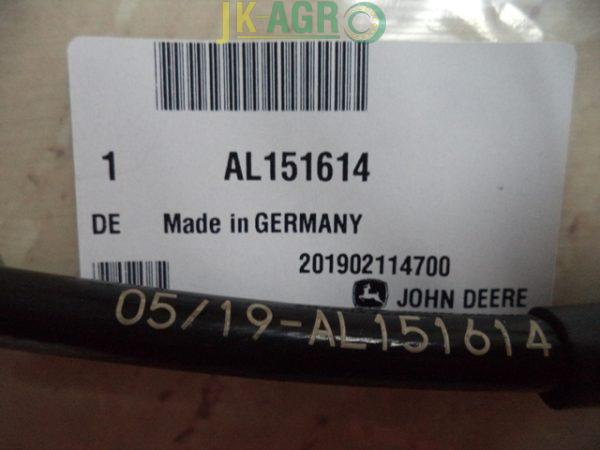 JK-AGRO
1 AL151614
DE Made in GERMANY
201902114700
JOHN DEERE
05/19-AL151614